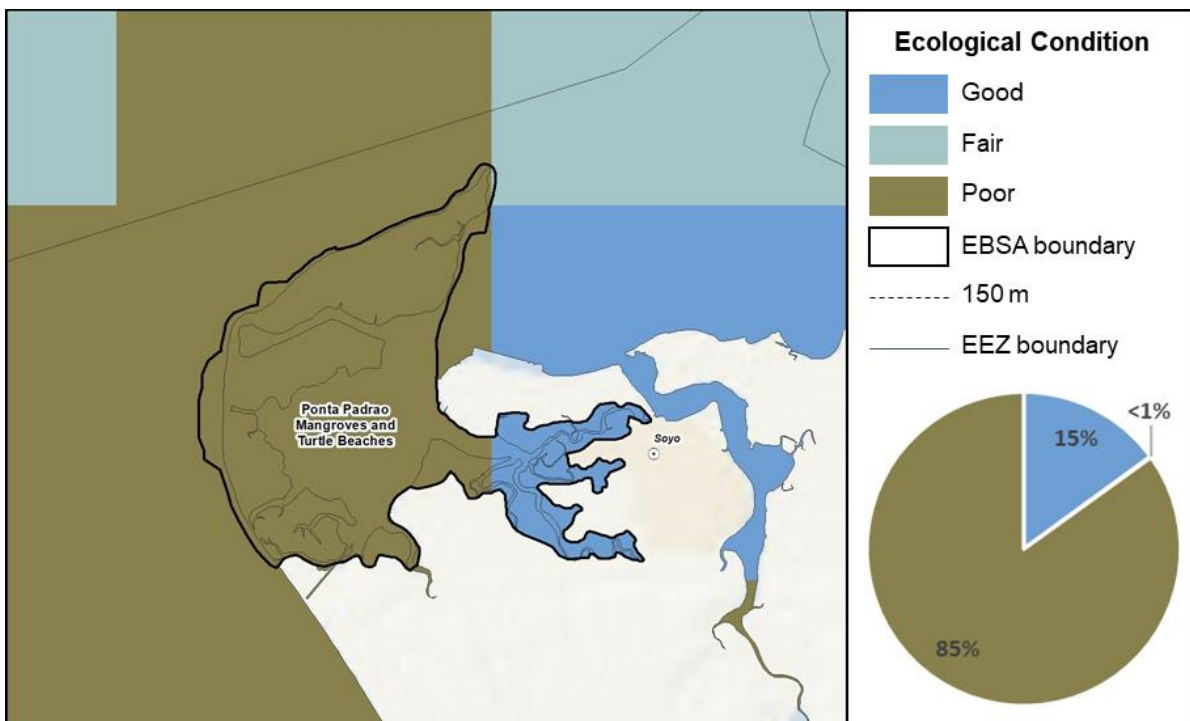 Ponta Padrao
Mangroves and
Turtle Beaches
Soyo
Ecological Condition
Good
Fair
Poor
EBSA boundary
150 m
EEZ boundary
<1%
15%
85%